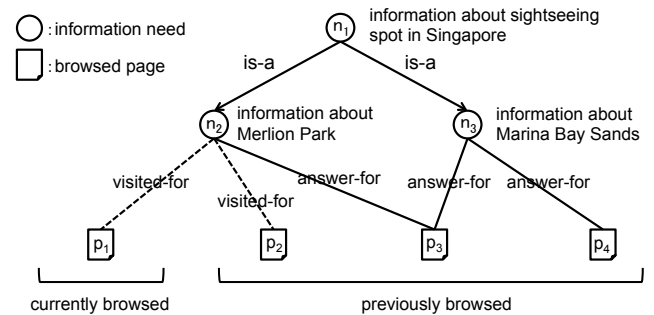 : information need
: browsed page
n1
information about sightseeing
spot in Singapore
is-a
is-a
n2
information about
Merlion Park
n3
information about
Marina Bay Sands
visited-for
visited-for
answer-for
answer-for
answer-for
p1
p2
p3
p4
currently browsed
previously browsed